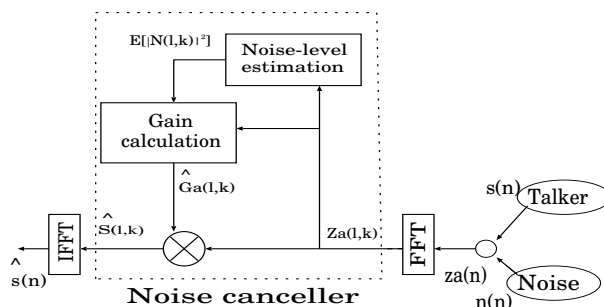 E[|N(l,k)|²]
Noise-level
estimation
Gain
calculation
^
Ga(l,k)
^
S(l,k)
Za(l,k)
IFFT
FFT
s(n)
Talker
^
s(n)
za(n)
Noise
n(n)
Noise canceller